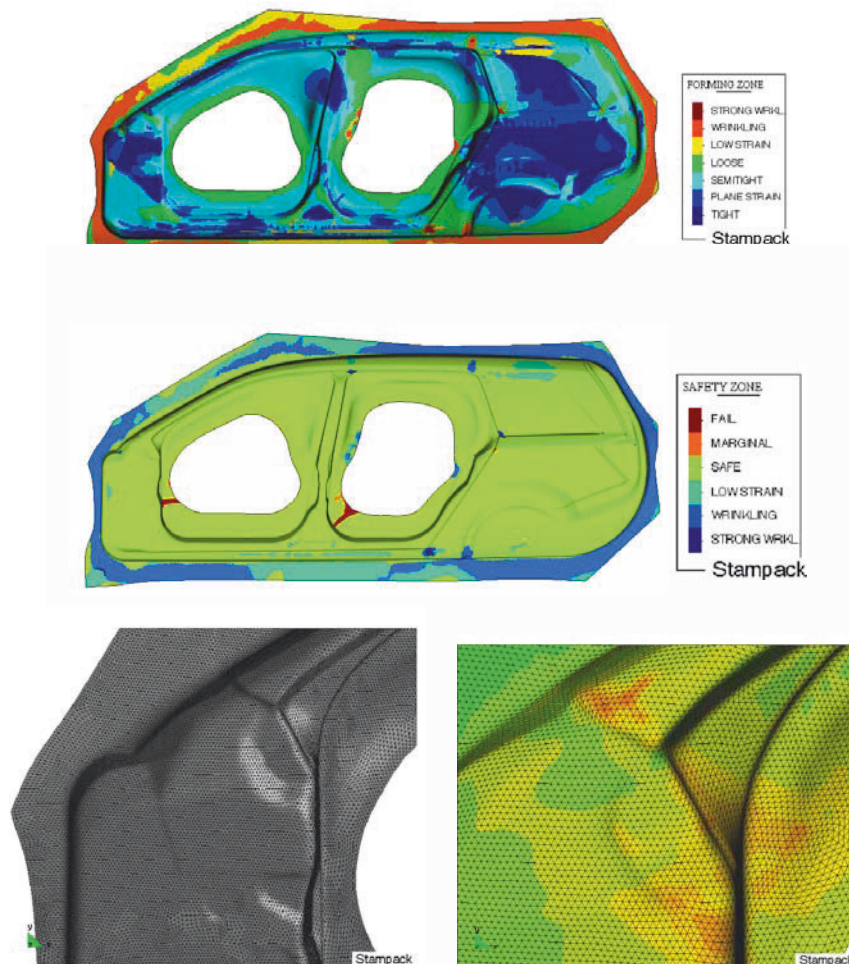 FORMING ZONE
STRONG WRKL
WRINKLING
LOW STRAIN
LOOSE
SEMITIGHT
PLANE STRAIN
TIGHT
Stampack
SAFETY ZONE
FAIL
MARGINAL
SAFE
LOW STRAIN
WRINKLING
STRONG WRKL
Stampack
y
Stampack
y
Stampack